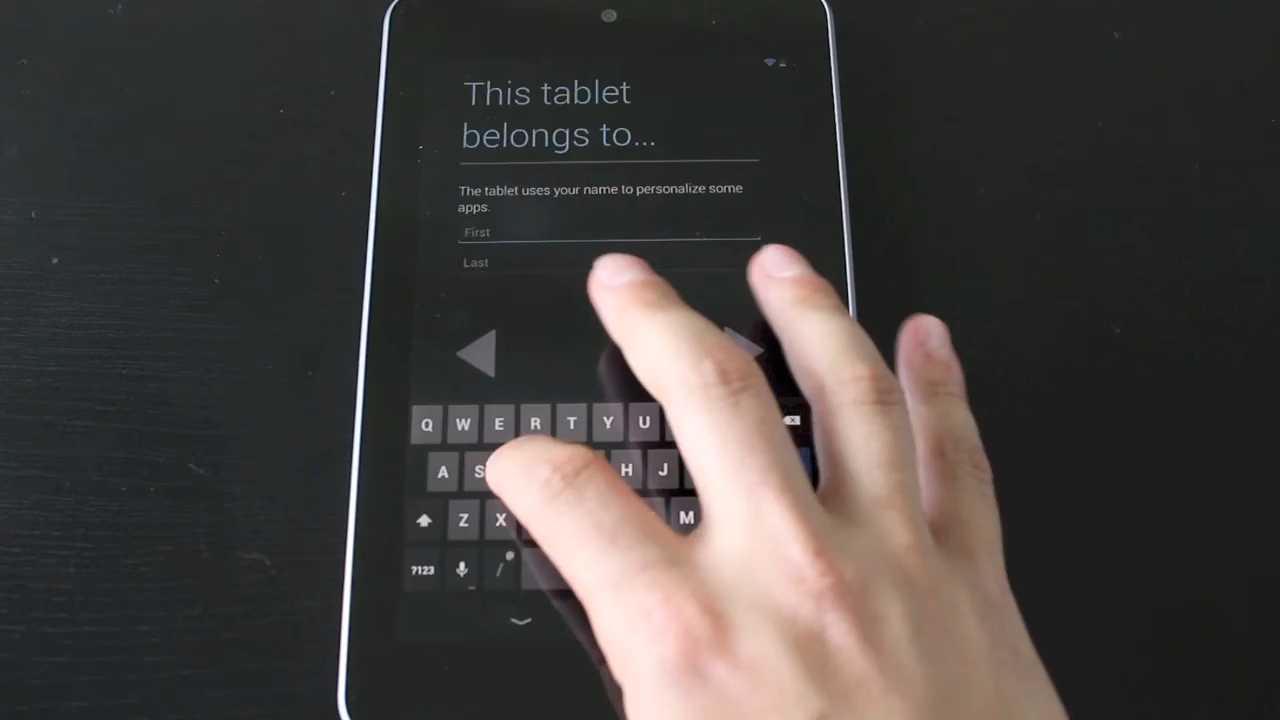 This tablet
belongs to...
The tablet uses your name to personalize some
apps.
First
Last
Q W E R T Y U
A S H J
Z X M
?123 /